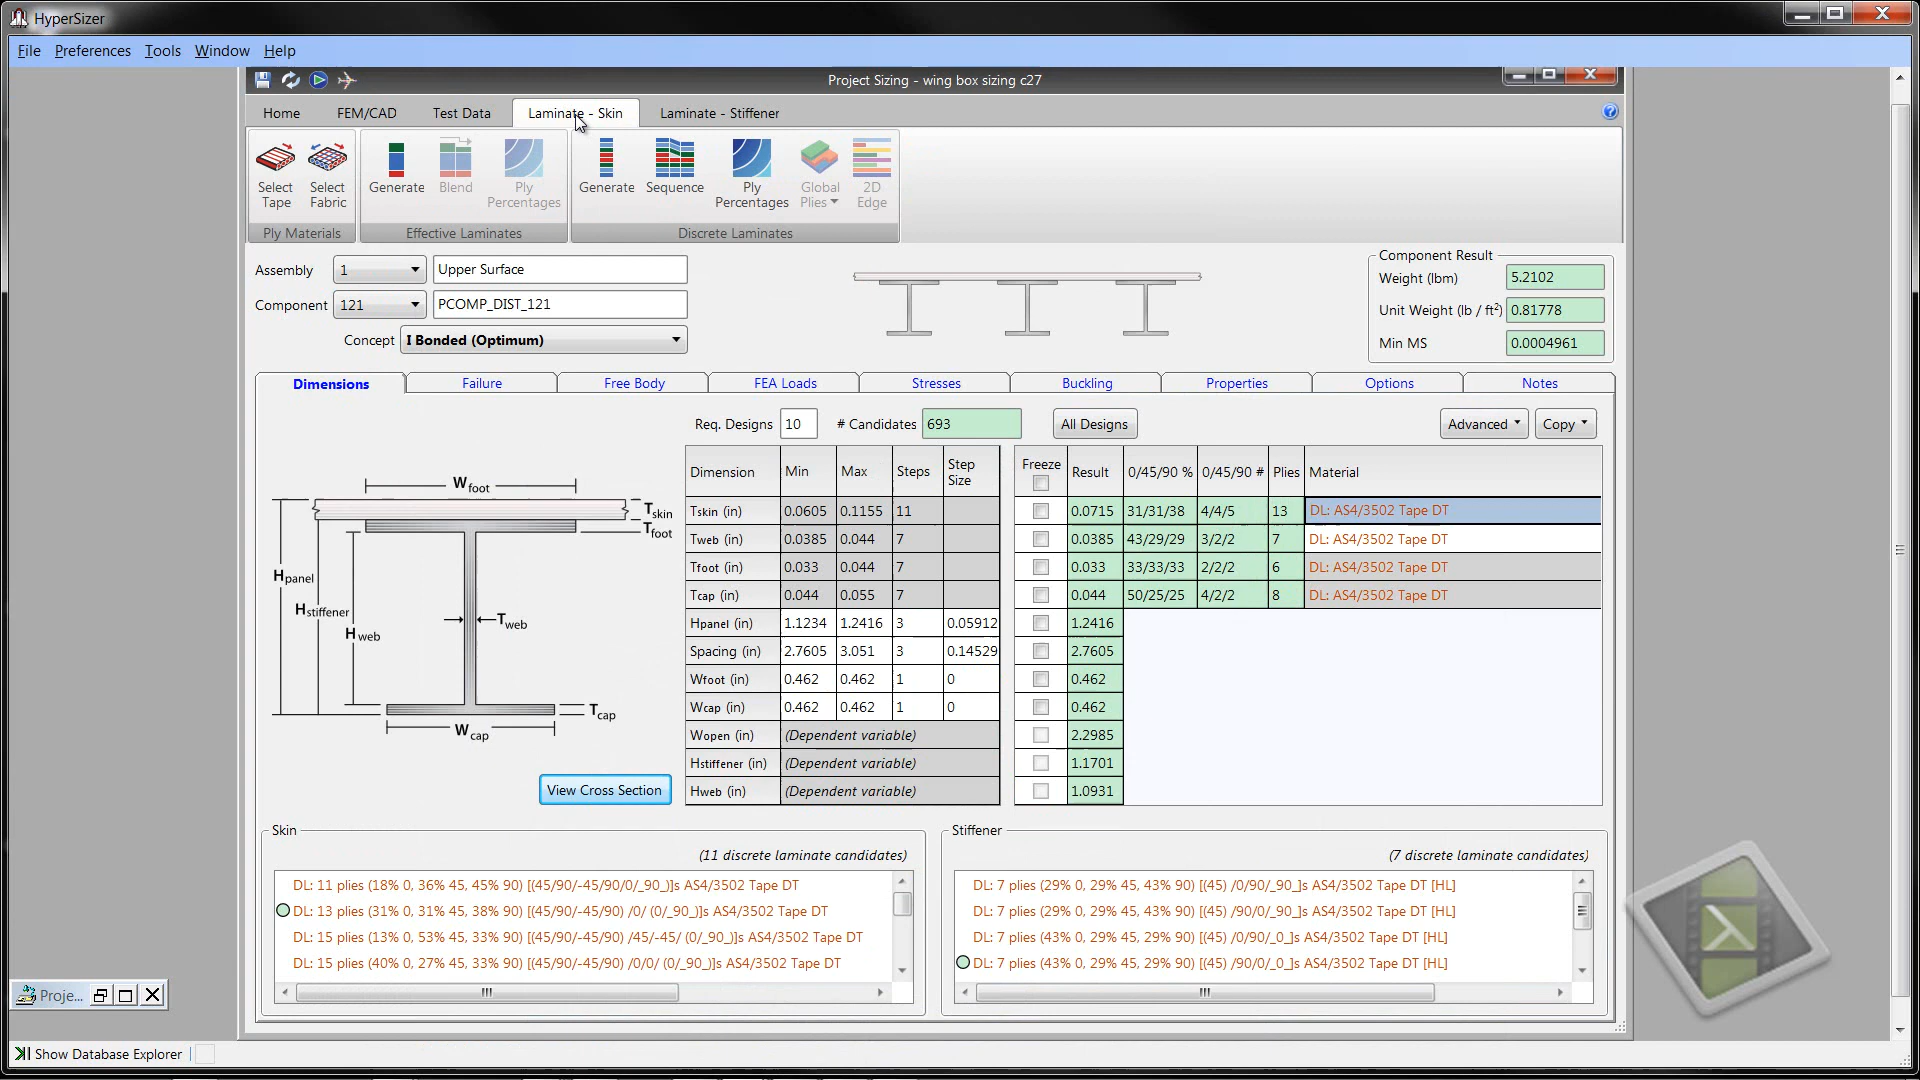 HyperSizer
File Preferences Tools Window Help
Project Sizing - wing box sizing c27
Home FEM/CAD Test Data Laminate - Skin Laminate - Stiffener
Select Tape
Select Fabric
Generate
Blend
Ply Percentages
Generate
Sequence
Ply Percentages
Global Plies
2D Edge
Ply Materials Effective Laminates Discrete Laminates
Assembly 1 Upper Surface
Component 121 PCOMP_DIST_121
Concept I Bonded (Optimum)
Component Result
Weight (lbm) 5.2102
Unit Weight (lb / ft²) 0.81778
Min MS 0.0004961
Dimensions Failure Free Body FEA Loads Stresses Buckling Properties Options Notes
Req. Designs 10 # Candidates 693 All Designs Advanced Copy
Wfoot
Tskin
Tfoot
Hpanel
Hstiffener
Hweb
Tweb
Tcap
Wcap
View Cross Section
Dimension Min Max Steps Step Size Freeze Result 0/45/90 % 0/45/90 # Plies Material
Tskin (in) 0.0605 0.1155 11 0.0715 31/31/38 4/4/5 13 DL: AS4/3502 Tape DT
Tweb (in) 0.0385 0.044 7 0.0385 43/29/29 3/2/2 7 DL: AS4/3502 Tape DT
Tfoot (in) 0.033 0.044 7 0.033 33/33/33 2/2/2 6 DL: AS4/3502 Tape DT
Tcap (in) 0.044 0.055 7 0.044 50/25/25 4/2/2 8 DL: AS4/3502 Tape DT
Hpanel (in) 1.1234 1.2416 3 0.05912 1.2416
Spacing (in) 2.7605 3.051 3 0.14529 2.7605
Wfoot (in) 0.462 0.462 1 0 0.462
Wcap (in) 0.462 0.462 1 0 0.462
Wopen (in) (Dependent variable) 2.2985
Hstiffener (in) (Dependent variable) 1.1701
Hweb (in) (Dependent variable) 1.0931
Skin
(11 discrete laminate candidates)
DL: 11 plies (18% 0, 36% 45, 45% 90) [(45/90/-45/90/0/_90_)]s AS4/3502 Tape DT
DL: 13 plies (31% 0, 31% 45, 38% 90) [(45/90/-45/90) /0/ (0/_90_)]s AS4/3502 Tape DT
DL: 15 plies (13% 0, 53% 45, 33% 90) [(45/90/-45/90) /45/-45/ (0/_90_)]s AS4/3502 Tape DT
DL: 15 plies (40% 0, 27% 45, 33% 90) [(45/90/-45/90) /0/0/ (0/_90_)]s AS4/3502 Tape DT
Stiffener
(7 discrete laminate candidates)
DL: 7 plies (29% 0, 29% 45, 43% 90) [(45) /0/90/_90_]s AS4/3502 Tape DT [HL]
DL: 7 plies (29% 0, 29% 45, 43% 90) [(45) /90/0/_90_]s AS4/3502 Tape DT [HL]
DL: 7 plies (43% 0, 29% 45, 29% 90) [(45) /0/90/_0_]s AS4/3502 Tape DT [HL]
DL: 7 plies (43% 0, 29% 45, 29% 90) [(45) /90/0/_0_]s AS4/3502 Tape DT [HL]
Proje...
Show Database Explorer